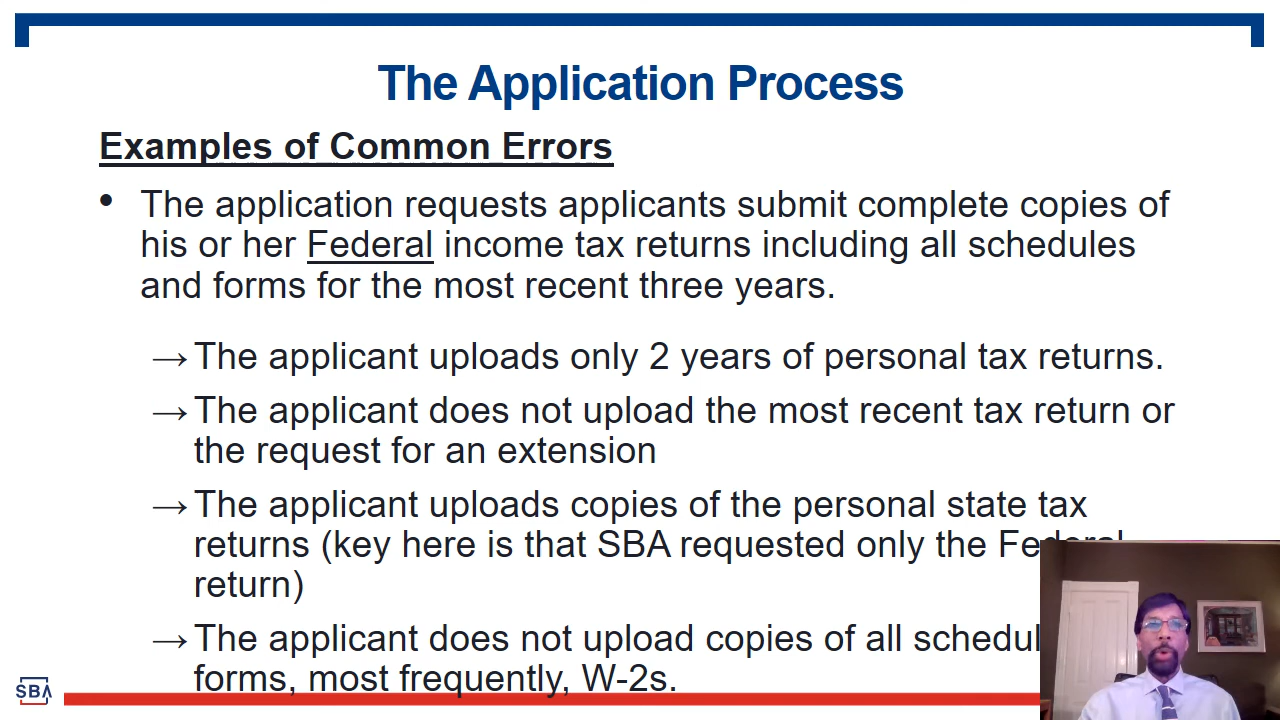 The Application Process
Examples of Common Errors
• The application requests applicants submit complete copies of
his or her Federal income tax returns including all schedules
and forms for the most recent three years.
→ The applicant uploads only 2 years of personal tax returns.
→ The applicant does not upload the most recent tax return or
the request for an extension
→ The applicant uploads copies of the personal state tax
returns (key here is that SBA requested only the Federal
return)
→ The applicant does not upload copies of all
forms, most frequently, W-2s.
SBA